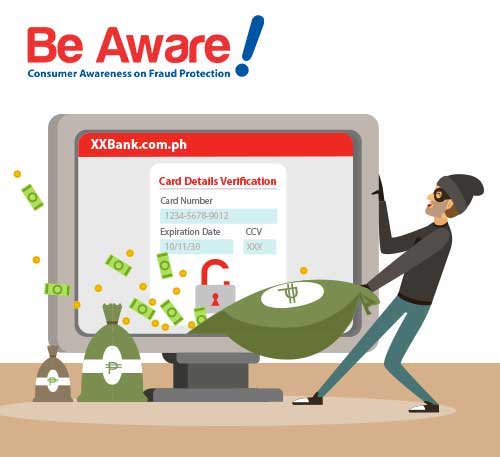 Be Aware!
Consumer Awareness on Fraud Protection
XXBank.com.ph
Card Details Verification
Card Number
1234-5678-9012
Expiration Date CCV
10/11/30 XXX
₱
₱
₱